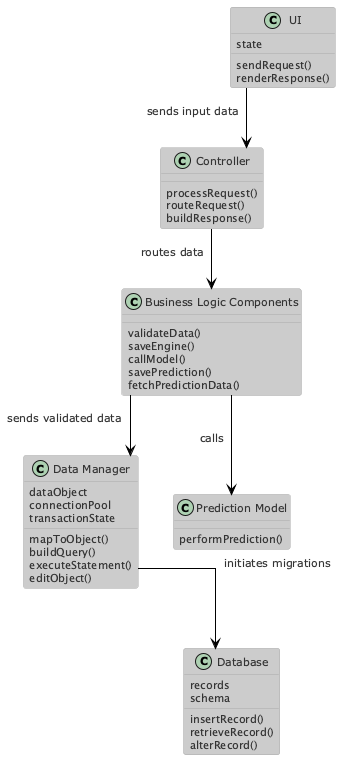 C UI
state
sendRequest()
renderResponse()
sends input data
C Controller
processRequest()
routeRequest()
buildResponse()
routes data
C Business Logic Components
validateData()
saveEngine()
callModel()
savePrediction()
fetchPredictionData()
sends validated data
calls
C Data Manager
dataObject
connectionPool
transactionState
mapToObject()
buildQuery()
executeStatement()
editObject()
C Prediction Model
performPrediction()
initiates migrations
C Database
records
schema
insertRecord()
retrieveRecord()
alterRecord()